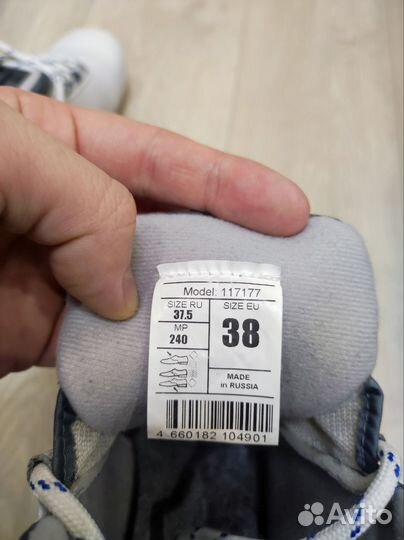 Model: 117177
SIZE RU
37.5
MP
240
SIZE EU
38
MADE
in RUSSIA
4 660182 104901
Avito